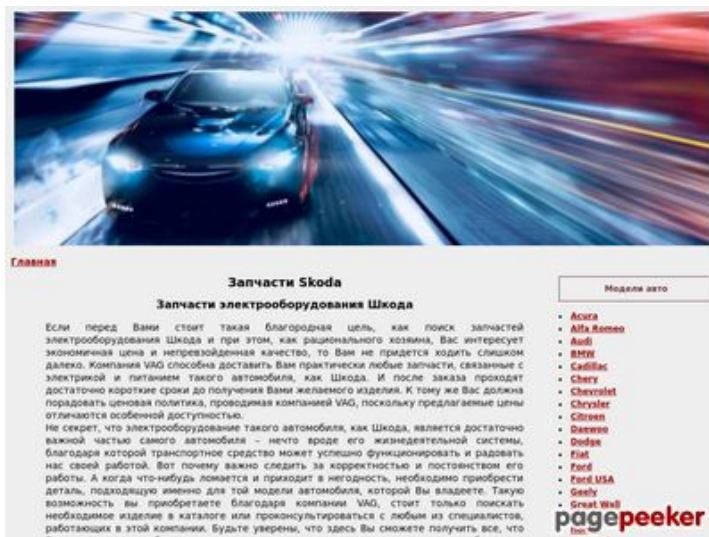 Главная
Запчасти Skoda
Запчасти электрооборудования Шкода
Если перед Вами стоит такая благородная цель, как поиск запчастей
электрооборудования Шкода и при этом, как рационального хозяина, Вас интересует
экономичная цена и непревзойденная качество, то Вам не придется ходить слишком
далеко. Компания VAG способна доставить Вам практически любые запчасти, связанные с
электрикой и питанием такого автомобиля, как Шкода. И после заказа проходят
достаточно короткие сроки до получения Вами желаемого изделия. К тому же Вас должна
порадовать ценовая политика, проводимая компанией VAG, поскольку предлагаемые цены
отличаются особенной доступностью.
Не секрет, что электрооборудование такого автомобиля, как Шкода, является достаточно
важной частью самого автомобиля – нечто вроде его жизнедеятельной системы,
благодаря которой транспортное средство может успешно функционировать и радовать
нас своей работой. Вот почему важно следить за корректностью и постоянством его
работы. А когда что-нибудь ломается и приходит в негодность, необходимо приобрести
деталь, подходящую именно для той модели автомобиля, которой Вы владеете. Такую
возможность вы приобретаете благодаря компании VAG, стоит только поискать
необходимое изделие в каталоге или проконсультироваться с любым из специалистов,
работающих в этой компании. Будьте уверены, что здесь Вы сможете получить все, что
Модели авто
Acura
Alfa Romeo
Audi
BMW
Cadillac
Chery
Chevrolet
Chrysler
Citroen
Daewoo
Dodge
Fiat
Ford
Ford USA
Geely
Great Wall
pagepeeker